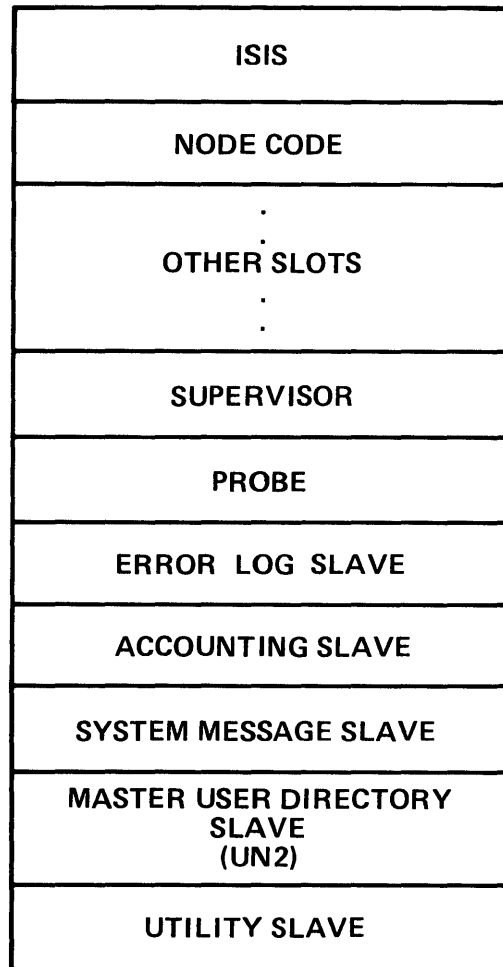 ISIS
NODE CODE
.
.
OTHER SLOTS
.
.
SUPERVISOR
PROBE
ERROR LOG SLAVE
ACCOUNTING SLAVE
SYSTEM MESSAGE SLAVE
MASTER USER DIRECTORY
SLAVE
(UN2)
UTILITY SLAVE